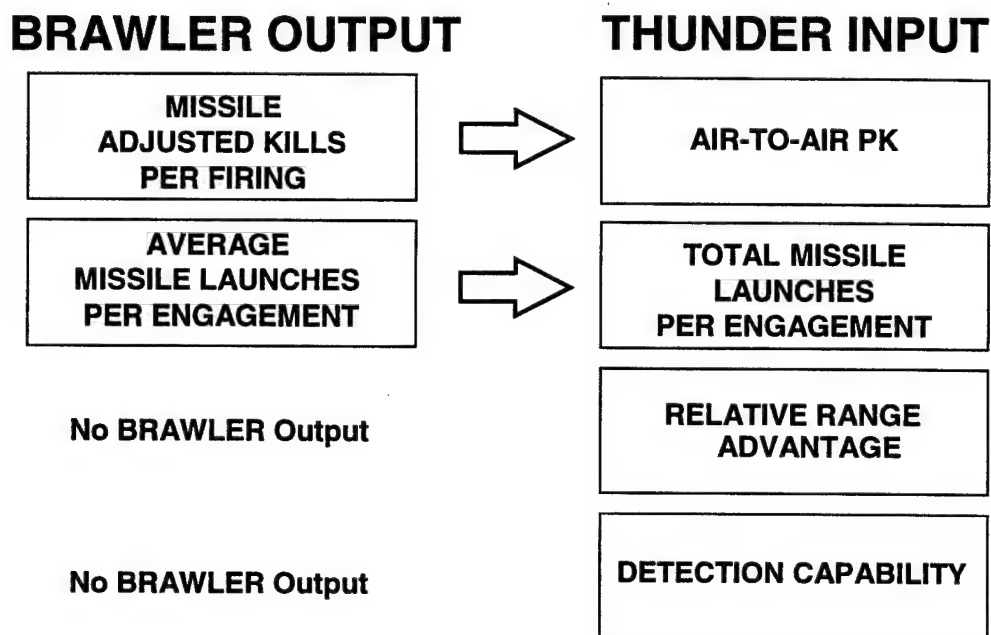 BRAWLER OUTPUT
THUNDER INPUT
MISSILE
ADJUSTED KILLS
PER FIRING
AIR-TO-AIR PK
AVERAGE
MISSILE LAUNCHES
PER ENGAGEMENT
TOTAL MISSILE
LAUNCHES
PER ENGAGEMENT
No BRAWLER Output
RELATIVE RANGE
ADVANTAGE
No BRAWLER Output
DETECTION CAPABILITY